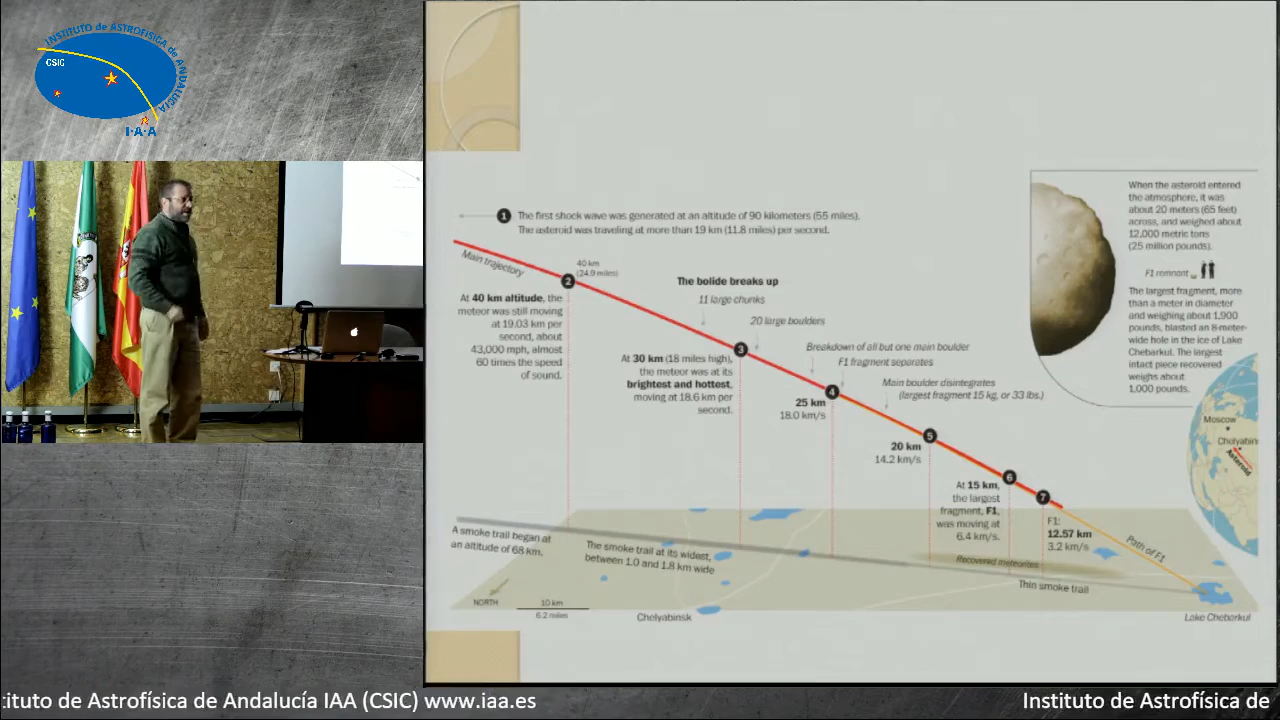 INSTITUTO de ASTROFÍSICA de ANDALUCÍA
CSIC
I·A·A
1 The first shock wave was generated at an altitude of 90 kilometers (55 miles).
The asteroid was traveling at more than 19 km (11.8 miles) per second.
Main trajectory
40 km
(24.9 miles)
2
At 40 km altitude, the
meteor was still moving
at 19.03 km per
second, about
43,000 mph, almost
60 times the speed
of sound.
The bolide breaks up
11 large chunks
20 large boulders
3
At 30 km (18 miles high),
the meteor was at its
brightest and hottest,
moving at 18.6 km per
second.
Breakdown of all but one main boulder
F1 fragment separates
4
25 km
18.0 km/s
Main boulder disintegrates
(largest fragment 15 kg, or 33 lbs.)
5
20 km
14.2 km/s
6
At 15 km,
the largest
fragment, F1,
was moving at
6.4 km/s.
7
F1:
12.57 km
3.2 km/s
Path of F1
When the asteroid entered
the atmosphere, it was
about 20 meters (65 feet)
across, and weighed about
12,000 metric tons
(25 million pounds).
F1 remnant
The largest fragment, more
than a meter in diameter
and weighing about 1,900
pounds, blasted an 8-meter-
wide hole in the ice of Lake
Chebarkul. The largest
intact piece recovered
weighs about
1,000 pounds.
Moscow
Chelyabins
Asteroid
A smoke trail began at
an altitude of 68 km.
The smoke trail at its widest,
between 1.0 and 1.8 km wide
Recovered meteorites
Thin smoke trail
NORTH
10 km
6.2 miles
Chelyabinsk
Lake Chebarkul
tituto de Astrofísica de Andalucía IAA (CSIC) www.iaa.es
Instituto de Astrofísica de